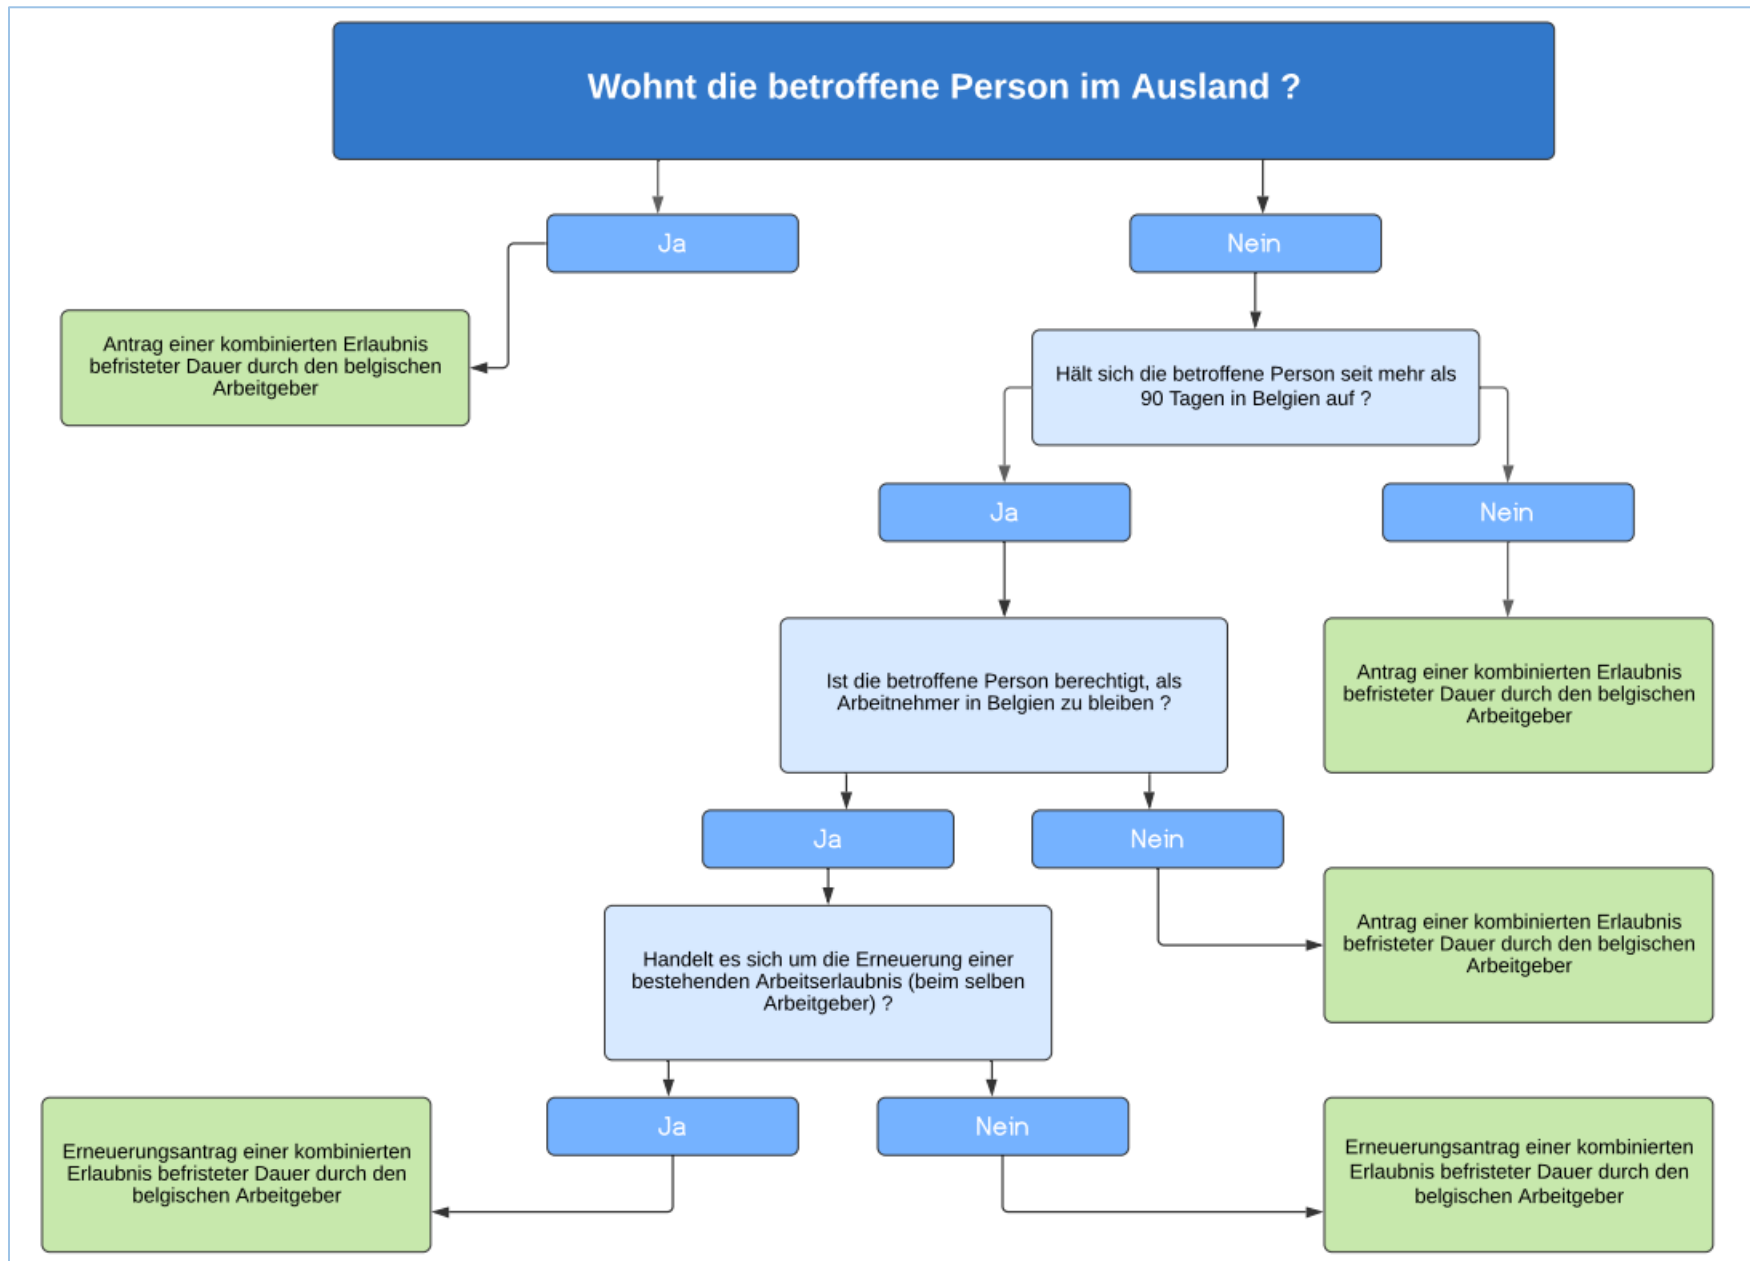 Wohnt die betroffene Person im Ausland ?
Ja
Nein
Antrag einer kombinierten Erlaubnis
befristeter Dauer durch den belgischen
Arbeitgeber
Hält sich die betroffene Person seit mehr als
90 Tagen in Belgien auf ?
Ja
Nein
Ist die betroffene Person berechtigt, als
Arbeitnehmer in Belgien zu bleiben ?
Antrag einer kombinierten Erlaubnis
befristeter Dauer durch den belgischen
Arbeitgeber
Ja
Nein
Antrag einer kombinierten Erlaubnis
befristeter Dauer durch den belgischen
Arbeitgeber
Handelt es sich um die Erneuerung einer
bestehenden Arbeitserlaubnis (beim selben
Arbeitgeber) ?
Ja
Nein
Erneuerungsantrag einer kombinierten
Erlaubnis befristeter Dauer durch den
belgischen Arbeitgeber
Erneuerungsantrag einer kombinierten
Erlaubnis befristeter Dauer durch den
belgischen Arbeitgeber